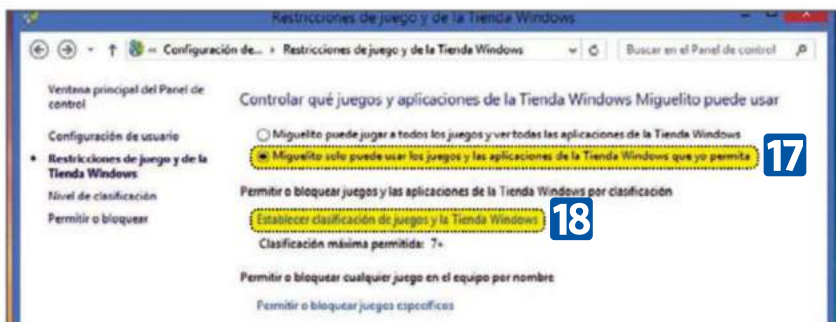 Restricciones de juego y de la Tienda Windows
Configuración de... Restricciones de juego y de la Tienda Windows
Buscar en el Panel de control
Ventana principal del Panel de
control
Configuración de usuario
Restricciones de juego y de la
Tienda Windows
Nivel de clasificación
Permitir o bloquear
Controlar qué juegos y aplicaciones de la Tienda Windows Miguelito puede usar
Miguelito puede jugar a todos los juegos y ver todas las aplicaciones de la Tienda Windows
Miguelito solo puede usar los juegos y las aplicaciones de la Tienda Windows que yo permita
17
Permitir o bloquear juegos y las aplicaciones de la Tienda Windows por clasificación
Establecer clasificación de juegos y la Tienda Windows
18
Clasificación máxima permitida: 7+
Permitir o bloquear cualquier juego en el equipo por nombre
Permitir o bloquear juegos específicos